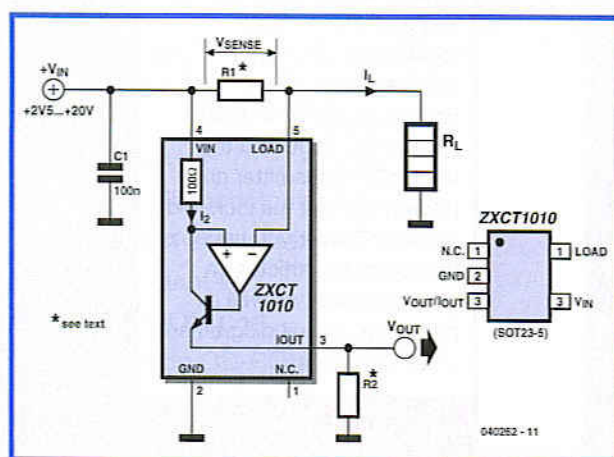 VSENSE
+VIN
R1*
IL
+2V5...+20V
4
5
VIN
LOAD
RL
C1
100n
100Ω
I2
+
−
ZXCT
1010
ZXCT1010
N.C.
1
1
LOAD
GND
2
VOUT/IOUT
3
3
VIN
(SOT23-5)
*see text
IOUT
3
VOUT
GND
N.C.
2
1
R2*
040262 - 11